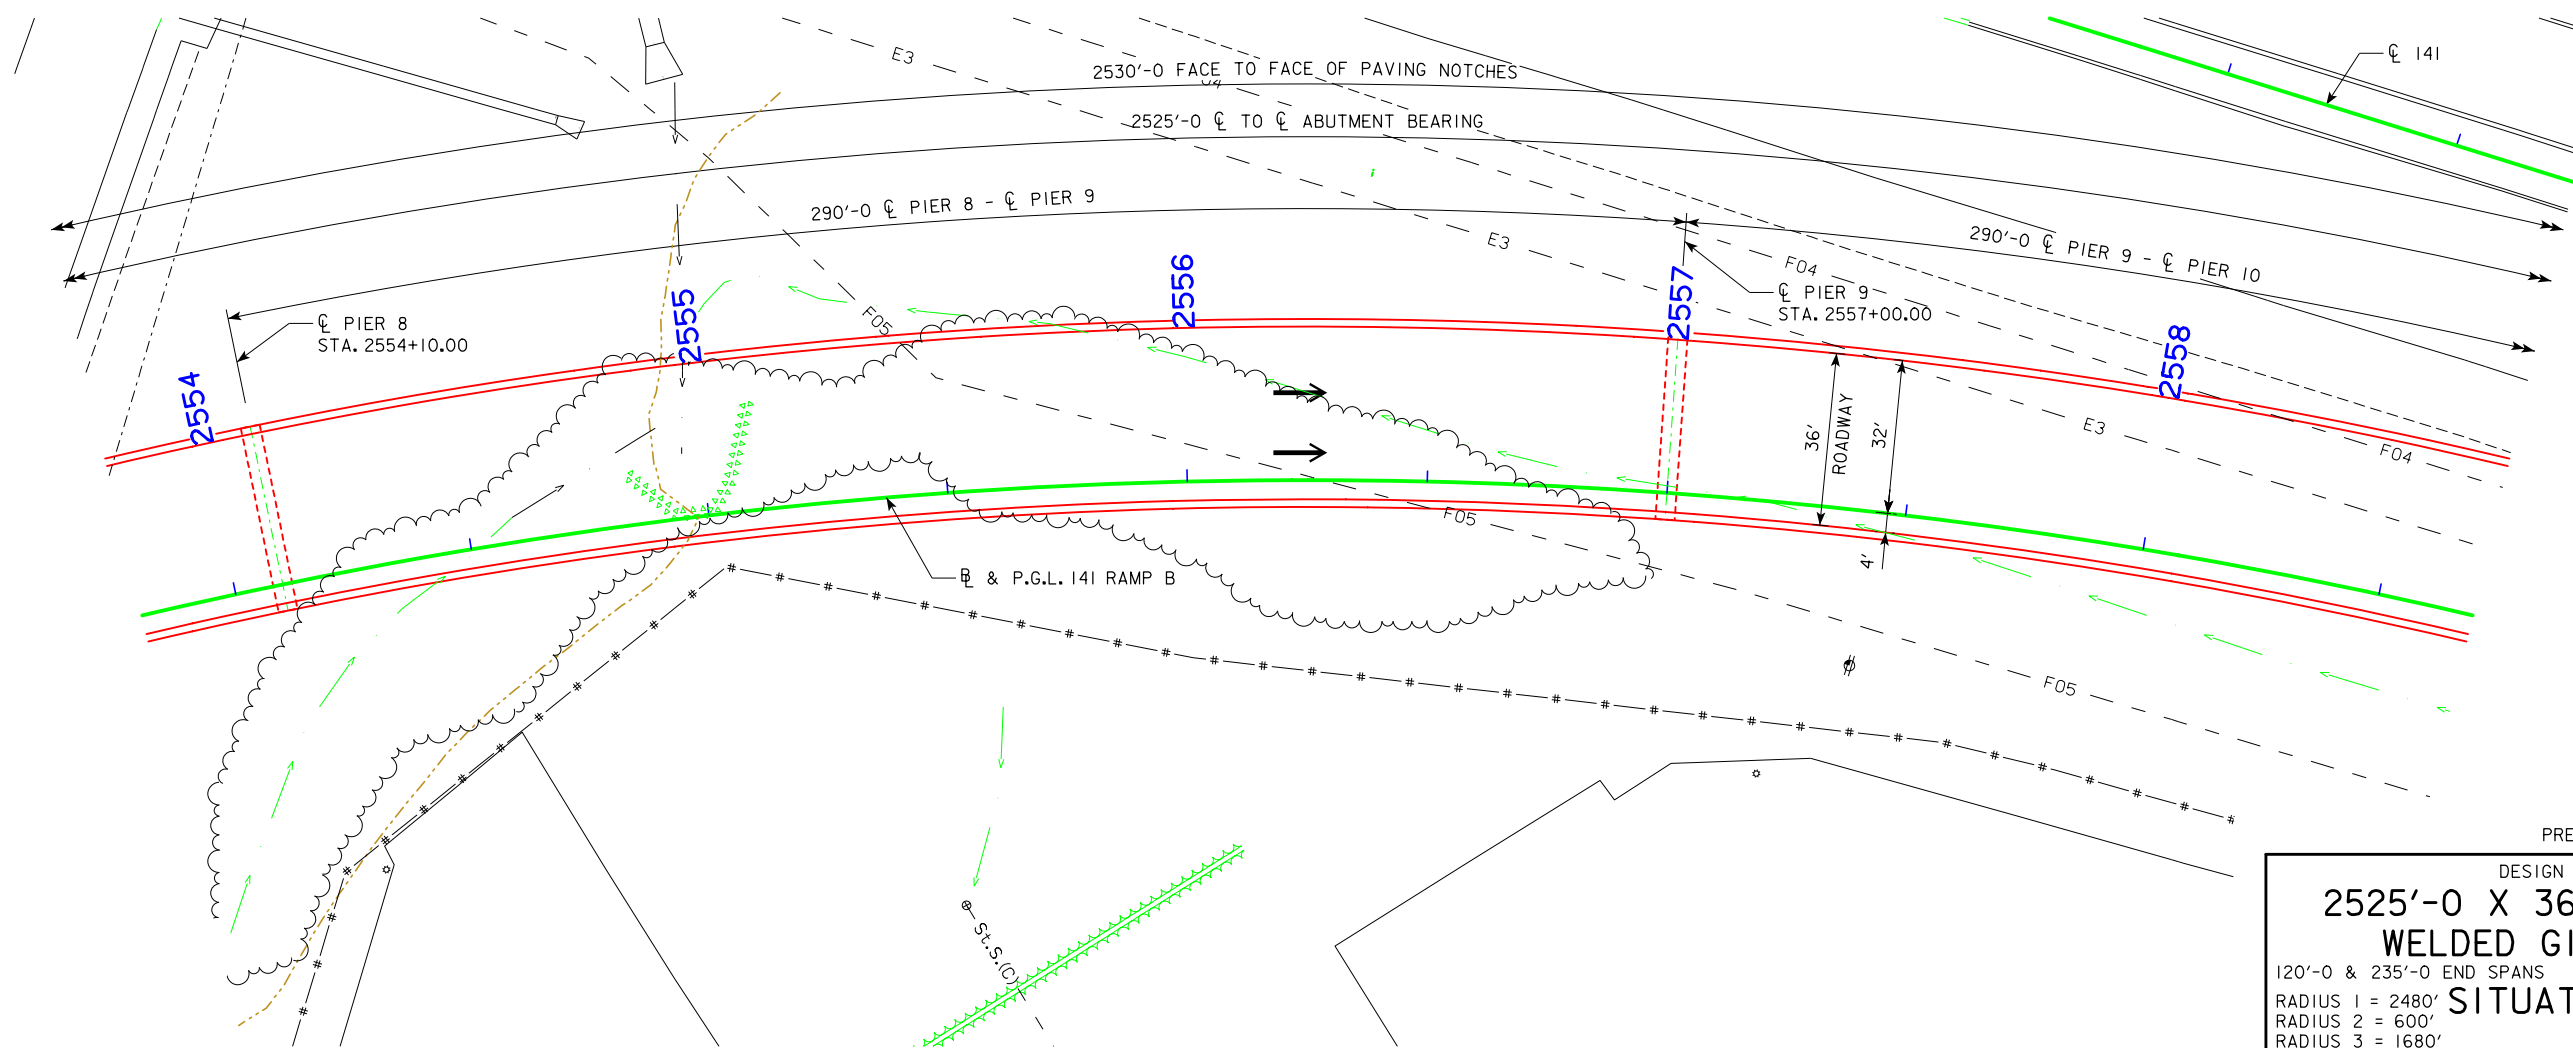 E3
2530'-0 FACE TO FACE OF PAVING NOTCHES
℄ 141
2525'-0 ℄ TO ℄ ABUTMENT BEARING
290'-0 ℄ PIER 8 - ℄ PIER 9
E3
290'-0 ℄ PIER 9 - ℄ PIER 10
F04
℄ PIER 9
STA. 2557+00.00
℄ PIER 8
STA. 2554+10.00
F05
2554
2555
2556
2557
2558
36'
ROADWAY
32'
4'
E3
F04
F05
℄ & P.G.L. 141 RAMP B
F05
St.S.(C)
PRE
DESIGN
2525'-0 X 36
WELDED GI
120'-0 & 235'-0 END SPANS
RADIUS 1 = 2480'
SITUAT
RADIUS 2 = 600'
RADIUS 3 = 1680'